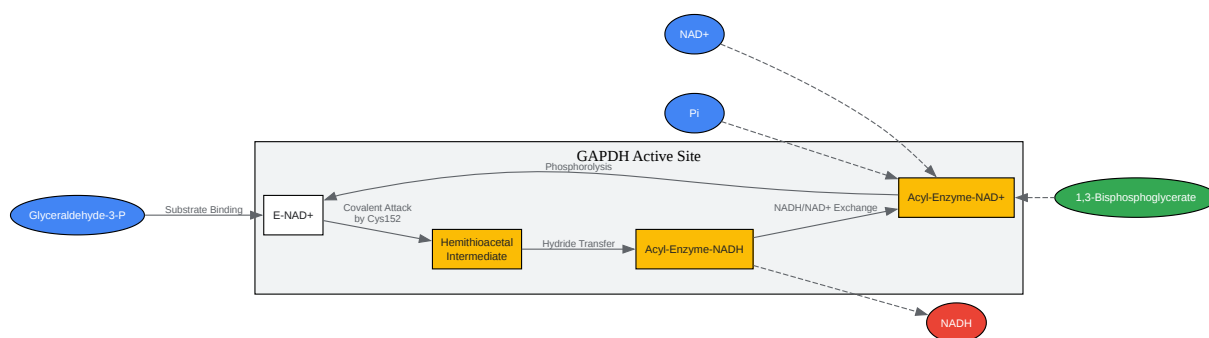 NAD+
Pi
GAPDH Active Site
Phosphorolysis
Glyceraldehyde-3-P
Substrate Binding
E-NAD+
Covalent Attack
by Cys152
Hemithioacetal
Intermediate
Hydride Transfer
Acyl-Enzyme-NADH
NADH/NAD+ Exchange
Acyl-Enzyme-NAD+
1,3-Bisphosphoglycerate
NADH